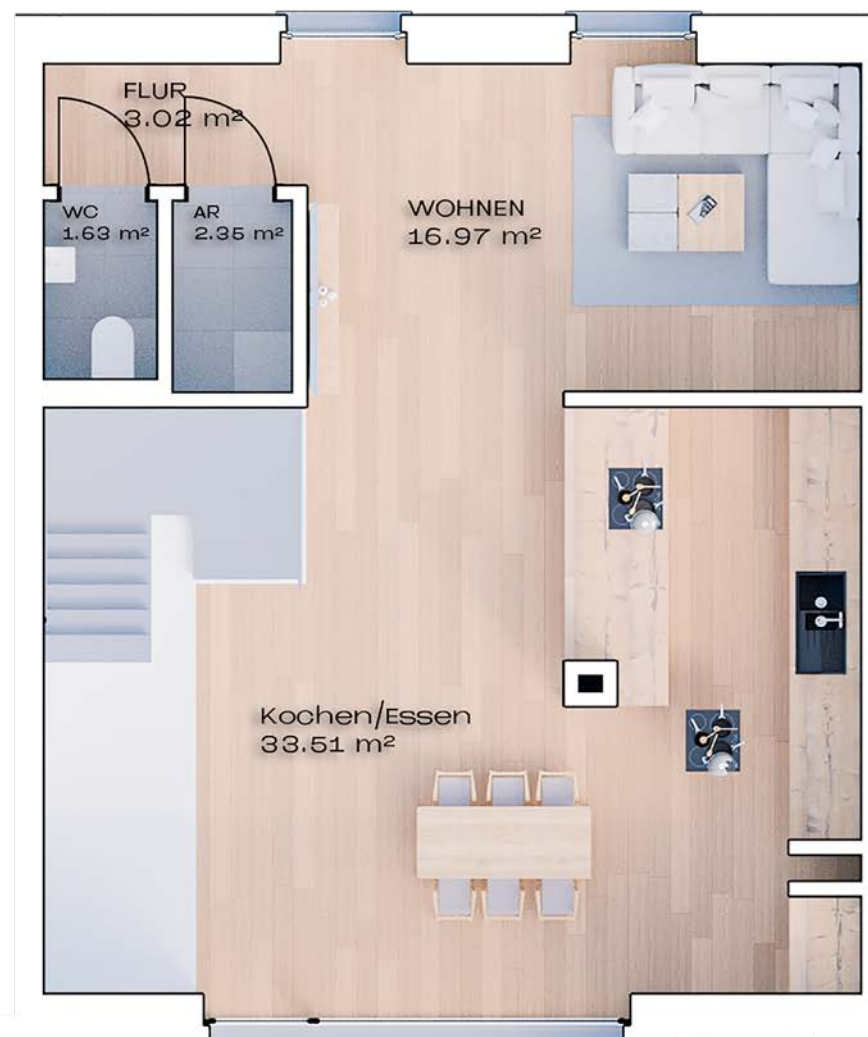 FLUR
3.02 m²
WC
1.63 m²
AR
2.35 m²
WOHNEN
16.97 m²
Kochen/Essen
33.51 m²